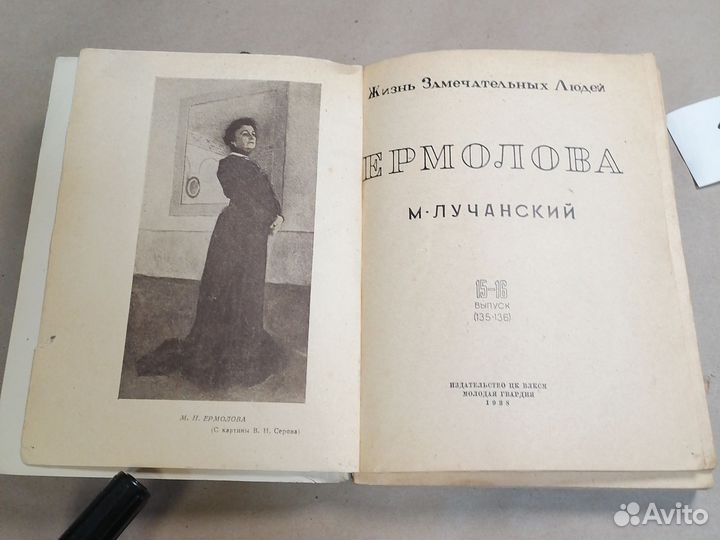 М. Н. ЕРМОЛОВА
(С картины В. Н. Серова)
Жизнь Замечательных Людей
ЕРМОЛОВА
М·ЛУЧАНСКИЙ
15–16
ВЫПУСК
(135-136)
ИЗДАТЕЛЬСТВО ЦК ВЛКСМ
МОЛОДАЯ ГВАРДИЯ
1938
Avito